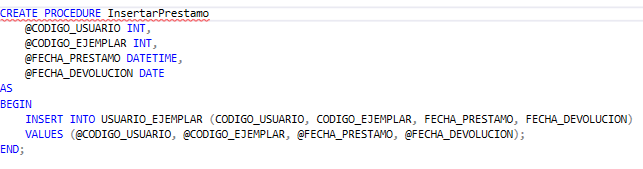 CREATE PROCEDURE InsertarPrestamo
    @CODIGO_USUARIO INT,
    @CODIGO_EJEMPLAR INT,
    @FECHA_PRESTAMO DATETIME,
    @FECHA_DEVOLUCION DATE
AS
BEGIN
    INSERT INTO USUARIO_EJEMPLAR (CODIGO_USUARIO, CODIGO_EJEMPLAR, FECHA_PRESTAMO, FECHA_DEVOLUCION)
    VALUES (@CODIGO_USUARIO, @CODIGO_EJEMPLAR, @FECHA_PRESTAMO, @FECHA_DEVOLUCION);
END;